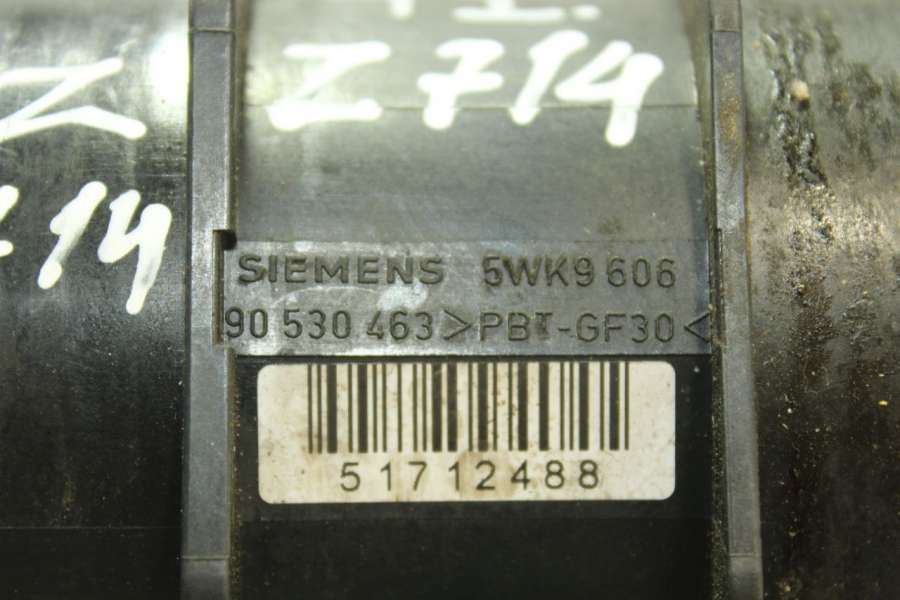 Z 714
Z
14
SIEMENS 5WK9 606
90 530 463 >PBT-GF30<
51712488